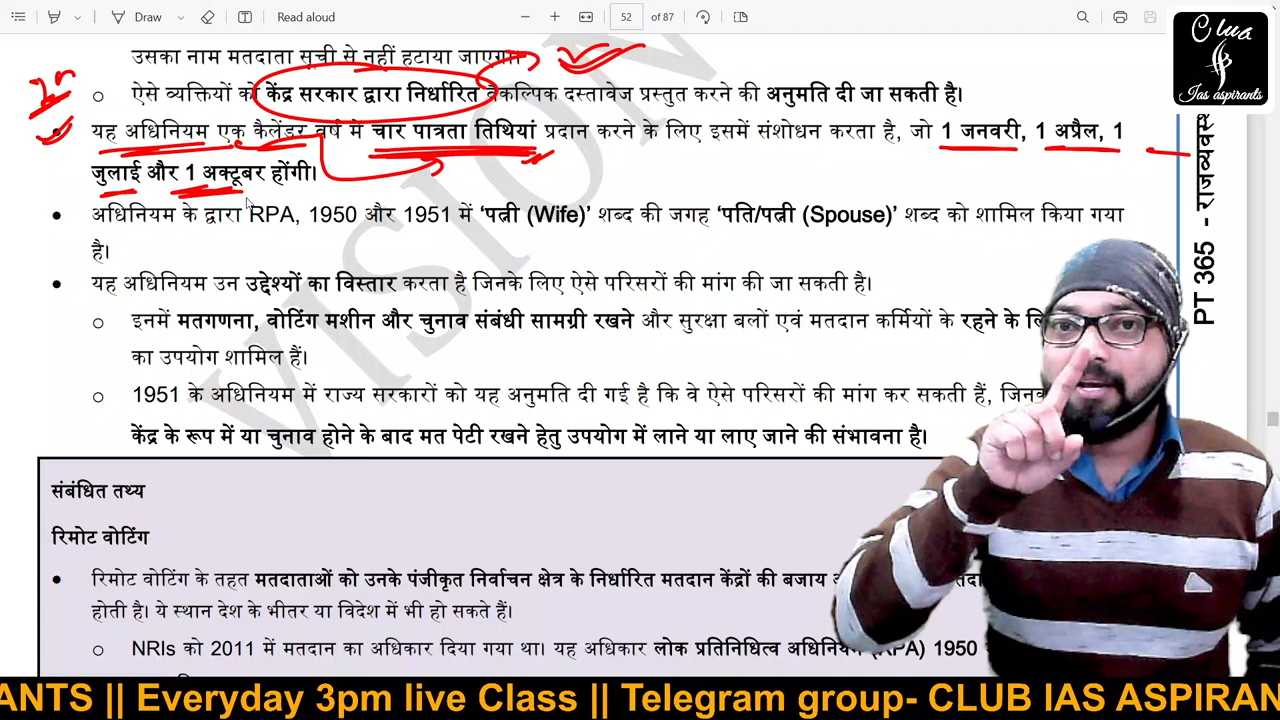 Draw
Read aloud
52 of 87
उसका नाम मतदाता सूची से नहीं हटाया जाएगा।
ऐसे व्यक्तियों को केंद्र सरकार द्वारा निर्धारित वैकल्पिक दस्तावेज प्रस्तुत करने की अनुमति दी जा सकती है।
यह अधिनियम एक कैलेंडर वर्ष में चार पात्रता तिथियां प्रदान करने के लिए इसमें संशोधन करता है, जो 1 जनवरी, 1 अप्रैल, 1
जुलाई और 1 अक्टूबर होंगी।
अधिनियम के द्वारा RPA, 1950 और 1951 में ‘पत्नी (Wife)’ शब्द की जगह ‘पति/पत्नी (Spouse)’ शब्द को शामिल किया गया
है।
यह अधिनियम उन उद्देश्यों का विस्तार करता है जिनके लिए ऐसे परिसरों की मांग की जा सकती है।
इनमें मतगणना, वोटिंग मशीन और चुनाव संबंधी सामग्री रखने और सुरक्षा बलों एवं मतदान कर्मियों के रहने के
का उपयोग शामिल हैं।
1951 के अधिनियम में राज्य सरकारों को यह अनुमति दी गई है कि वे ऐसे परिसरों की मांग कर सकती हैं,
केंद्र के रूप में या चुनाव होने के बाद मत पेटी रखने हेतु उपयोग में लाने या लाए जाने की संभावना है।
संबंधित तथ्य
रिमोट वोटिंग
रिमोट वोटिंग के तहत मतदाताओं को उनके पंजीकृत निर्वाचन क्षेत्र के निर्धारित मतदान केंद्रों की बजाय
होती है। ये स्थान देश के भीतर या विदेश में भी हो सकते हैं।
NRIs को 2011 में मतदान का अधिकार दिया गया था। यह अधिकार लोक प्रतिनिधित्व अधिनियम (RPA) 1950
VISION
PT 365 - राजव्यवस्
Clua
Ias aspirants
ANTS || Everyday 3pm live Class || Telegram group- CLUB IAS ASPIRAN